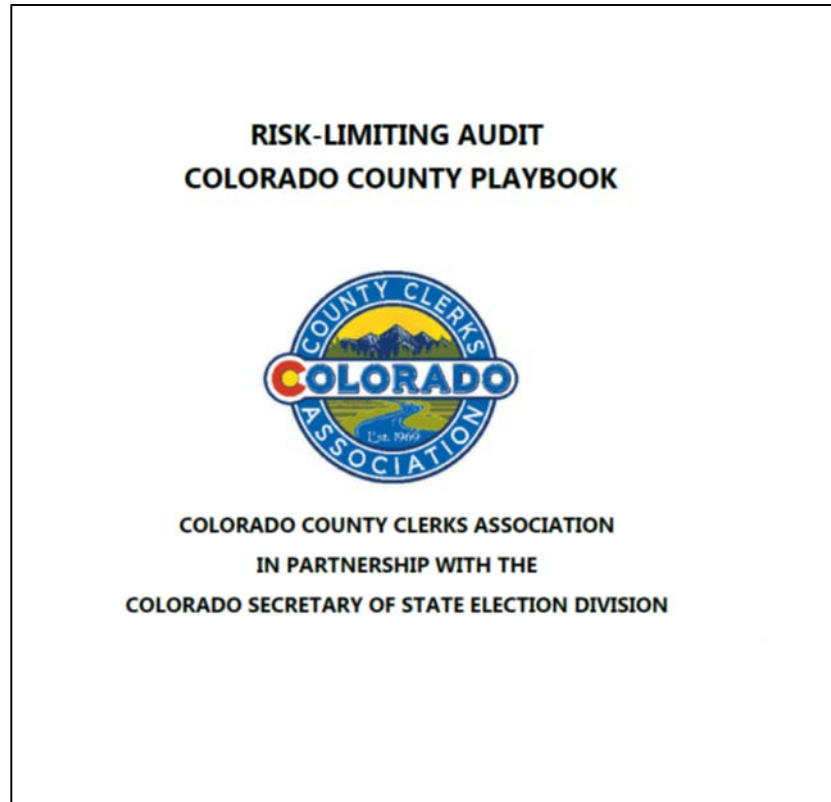 RISK-LIMITING AUDIT
COLORADO COUNTY PLAYBOOK
COUNTY CLERKS
COLORADO
Est. 1969
ASSOCIATION
COLORADO COUNTY CLERKS ASSOCIATION
IN PARTNERSHIP WITH THE
COLORADO SECRETARY OF STATE ELECTION DIVISION